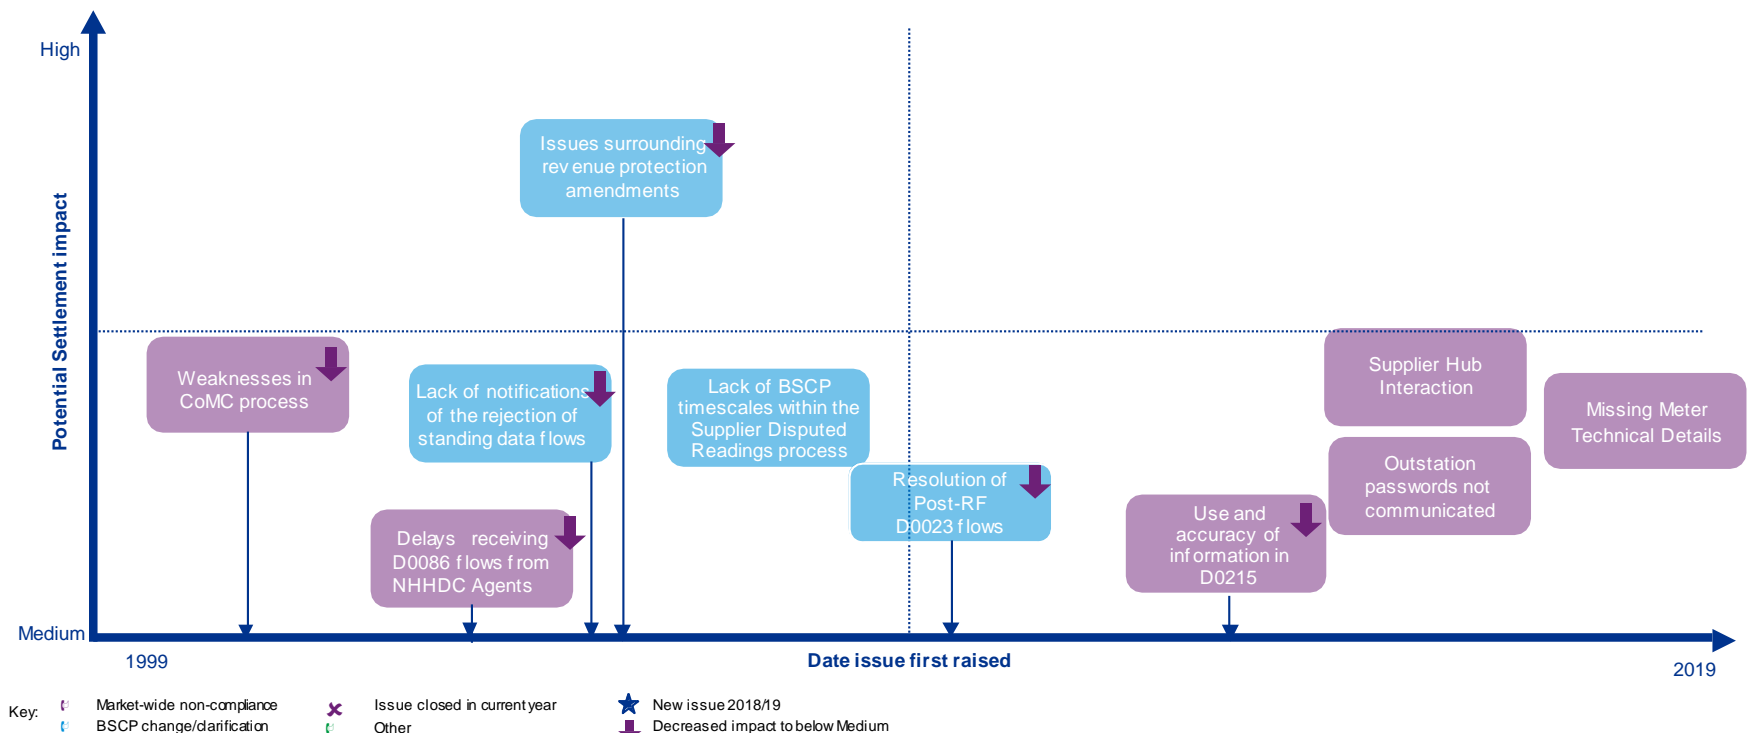 High
Potential Settlement impact
Medium
Issues surrounding
revenue protection
amendments
Weaknesses in
CoMC process
Lack of notifications
of the rejection of
standing data flows
Delays receiving
D0086 flows from
NHHDC Agents
Lack of BSCP
timescales within the
Supplier Disputed
Readings process
Resolution of
Post-RF
D0023 flows
Use and
accuracy of
information in
D0215
Supplier Hub
Interaction
Outstation
passwords not
communicated
Missing Meter
Technical Details
1999
Date issue first raised
2019
Key:
Market-wide non-compliance
BSCP change/clarification
Issue closed in current year
Other
New issue 2018/19
Decreased impact to below Medium